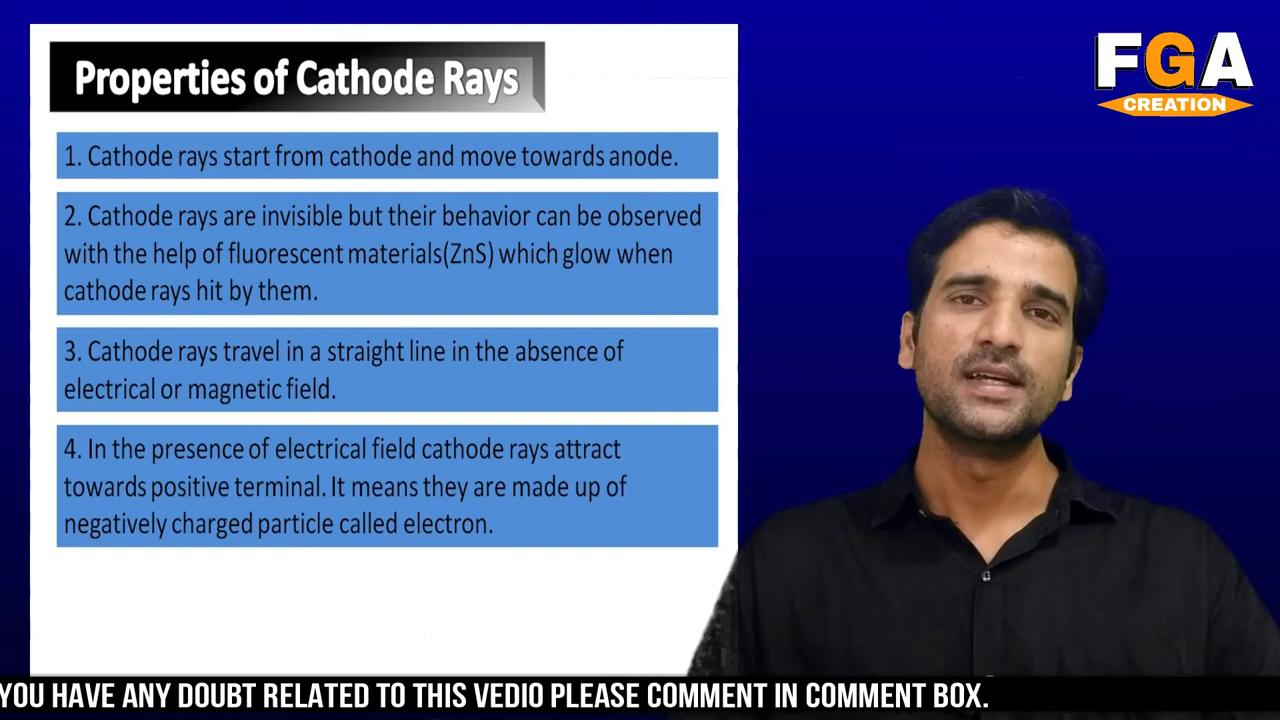 Properties of Cathode Rays
1. Cathode rays start from cathode and move towards anode.
2. Cathode rays are invisible but their behavior can be observed
with the help of fluorescent materials(ZnS) which glow when
cathode rays hit by them.
3. Cathode rays travel in a straight line in the absence of
electrical or magnetic field.
4. In the presence of electrical field cathode rays attract
towards positive terminal. It means they are made up of
negatively charged particle called electron.
FGA
CREATION
YOU HAVE ANY DOUBT RELATED TO THIS VEDIO PLEASE COMMENT IN COMMENT BOX.